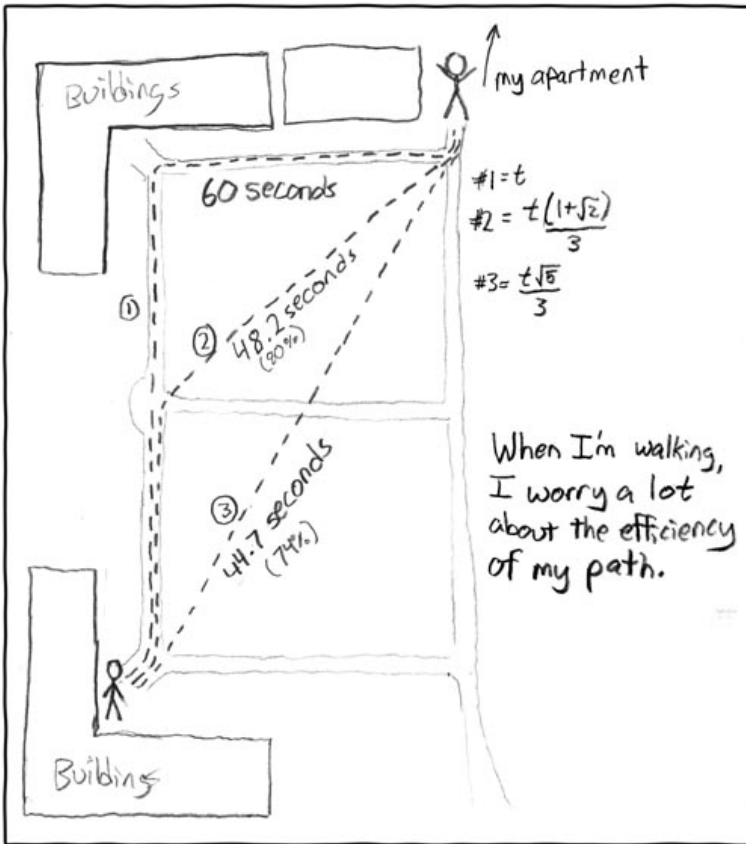 Buildings
my apartment
60 seconds
#1 = t
#2 = t(1+√2)
3
#3 = t√5
3
①
②
48.2 seconds
(80%)
③
44.7 seconds
(74%)
When I'm walking,
I worry a lot
about the efficiency
of my path.
Buildings